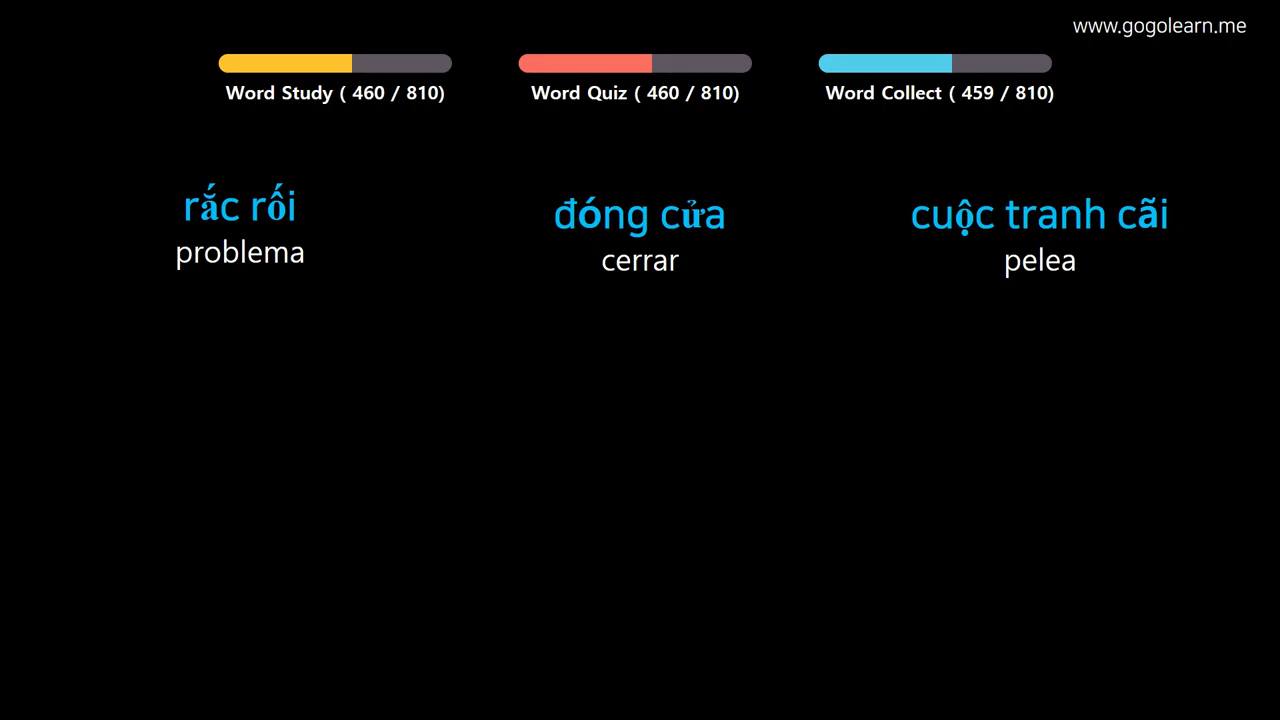 www.gogolearn.me
Word Study ( 460 / 810)
Word Quiz ( 460 / 810)
Word Collect ( 459 / 810)
rắc rối
problema
đóng cửa
cerrar
cuộc tranh cãi
pelea